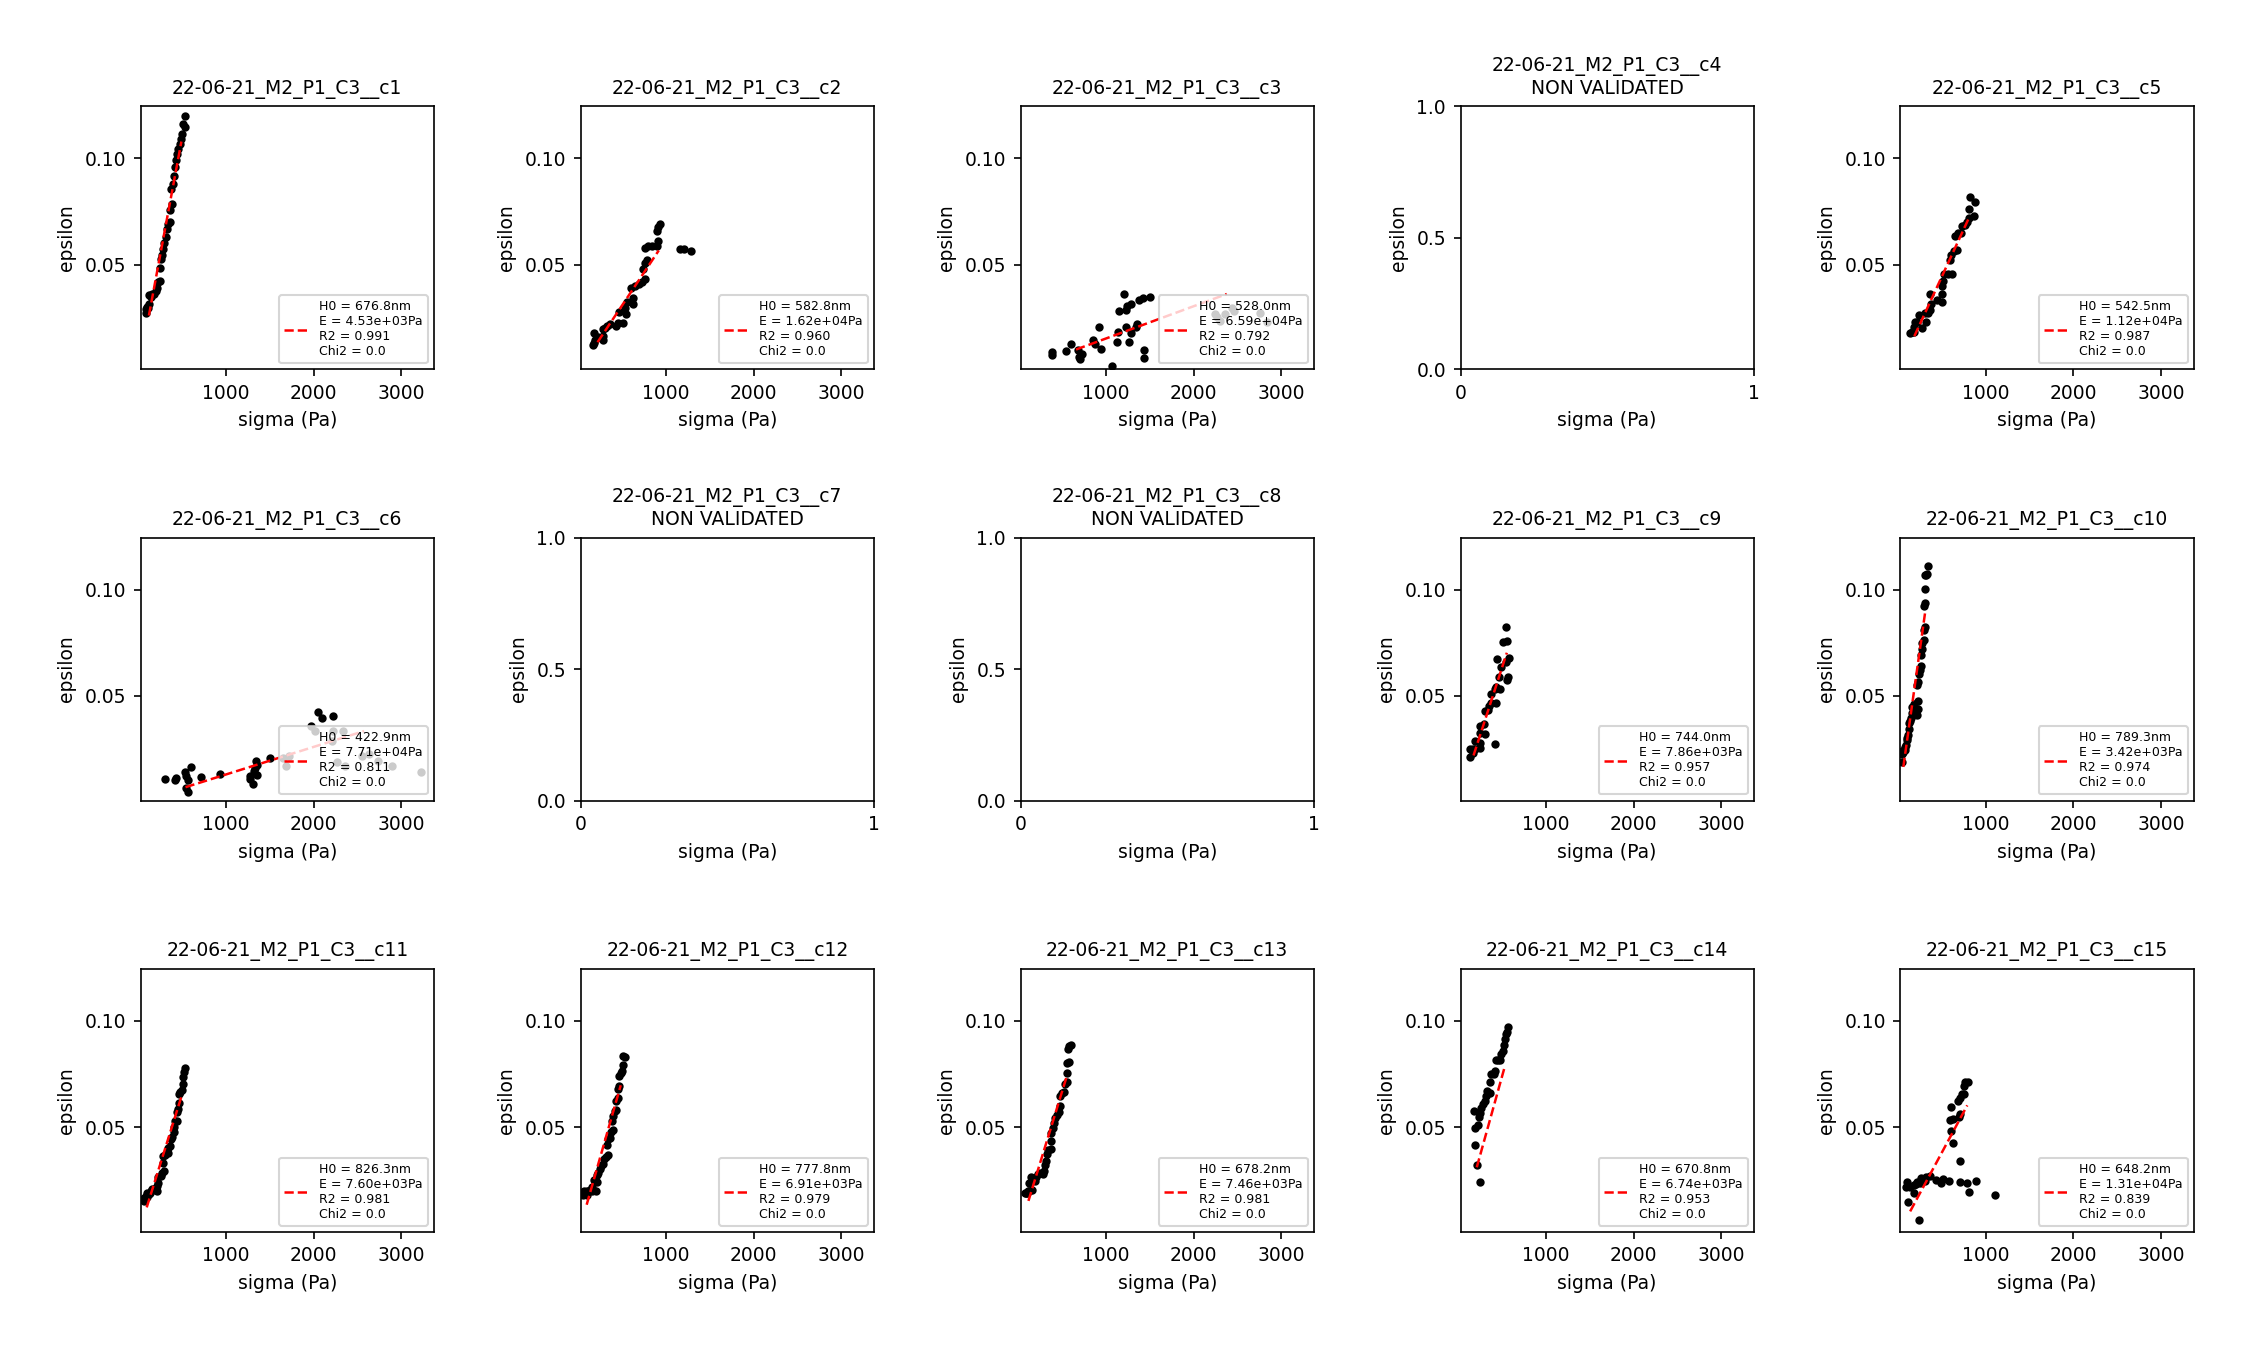 22-06-21_M2_P1_C3__c1
0.10
0.05
epsilon
1000 2000 3000
sigma (Pa)
H0 = 676.8nm
E = 4.53e+03Pa
R2 = 0.991
Chi2 = 0.0
22-06-21_M2_P1_C3__c2
epsilon
1000 2000 3000
sigma (Pa)
0.10
0.05
H0 = 582.8nm
E = 1.62e+04Pa
R2 = 0.960
Chi2 = 0.0
22-06-21_M2_P1_C3__c3
0.10
0.05
epsilon
1000 2000 3000
sigma (Pa)
H0 = 528.0nm
E = 6.59e+04Pa
R2 = 0.792
Chi2 = 0.0
22-06-21_M2_P1_C3__c4
NON VALIDATED
1.0
0.5
0.0
epsilon
0 1
sigma (Pa)
22-06-21_M2_P1_C3__c5
0.10
0.05
epsilon
1000 2000 3000
sigma (Pa)
H0 = 542.5nm
E = 1.12e+04Pa
R2 = 0.987
Chi2 = 0.0
22-06-21_M2_P1_C3__c6
0.10
0.05
epsilon
1000 2000 3000
sigma (Pa)
H0 = 422.9nm
E = 7.71e+04Pa
R2 = 0.811
Chi2 = 0.0
22-06-21_M2_P1_C3__c7
NON VALIDATED
1.0
0.5
0.0
epsilon
0 1
sigma (Pa)
22-06-21_M2_P1_C3__c8
NON VALIDATED
1.0
0.5
0.0
epsilon
0 1
sigma (Pa)
22-06-21_M2_P1_C3__c9
0.10
0.05
epsilon
1000 2000 3000
sigma (Pa)
H0 = 744.0nm
E = 7.86e+03Pa
R2 = 0.957
Chi2 = 0.0
22-06-21_M2_P1_C3__c10
0.10
0.05
epsilon
1000 2000 3000
sigma (Pa)
H0 = 789.3nm
E = 3.42e+03Pa
R2 = 0.974
Chi2 = 0.0
22-06-21_M2_P1_C3__c11
0.10
0.05
epsilon
1000 2000 3000
sigma (Pa)
H0 = 826.3nm
E = 7.60e+03Pa
R2 = 0.981
Chi2 = 0.0
22-06-21_M2_P1_C3__c12
0.10
0.05
epsilon
1000 2000 3000
sigma (Pa)
H0 = 777.8nm
E = 6.91e+03Pa
R2 = 0.979
Chi2 = 0.0
22-06-21_M2_P1_C3__c13
0.10
0.05
epsilon
1000 2000 3000
sigma (Pa)
H0 = 678.2nm
E = 7.46e+03Pa
R2 = 0.981
Chi2 = 0.0
22-06-21_M2_P1_C3__c14
0.10
0.05
epsilon
1000 2000 3000
sigma (Pa)
H0 = 670.8nm
E = 6.74e+03Pa
R2 = 0.953
Chi2 = 0.0
22-06-21_M2_P1_C3__c15
0.10
0.05
epsilon
1000 2000 3000
sigma (Pa)
H0 = 648.2nm
E = 1.31e+04Pa
R2 = 0.839
Chi2 = 0.0